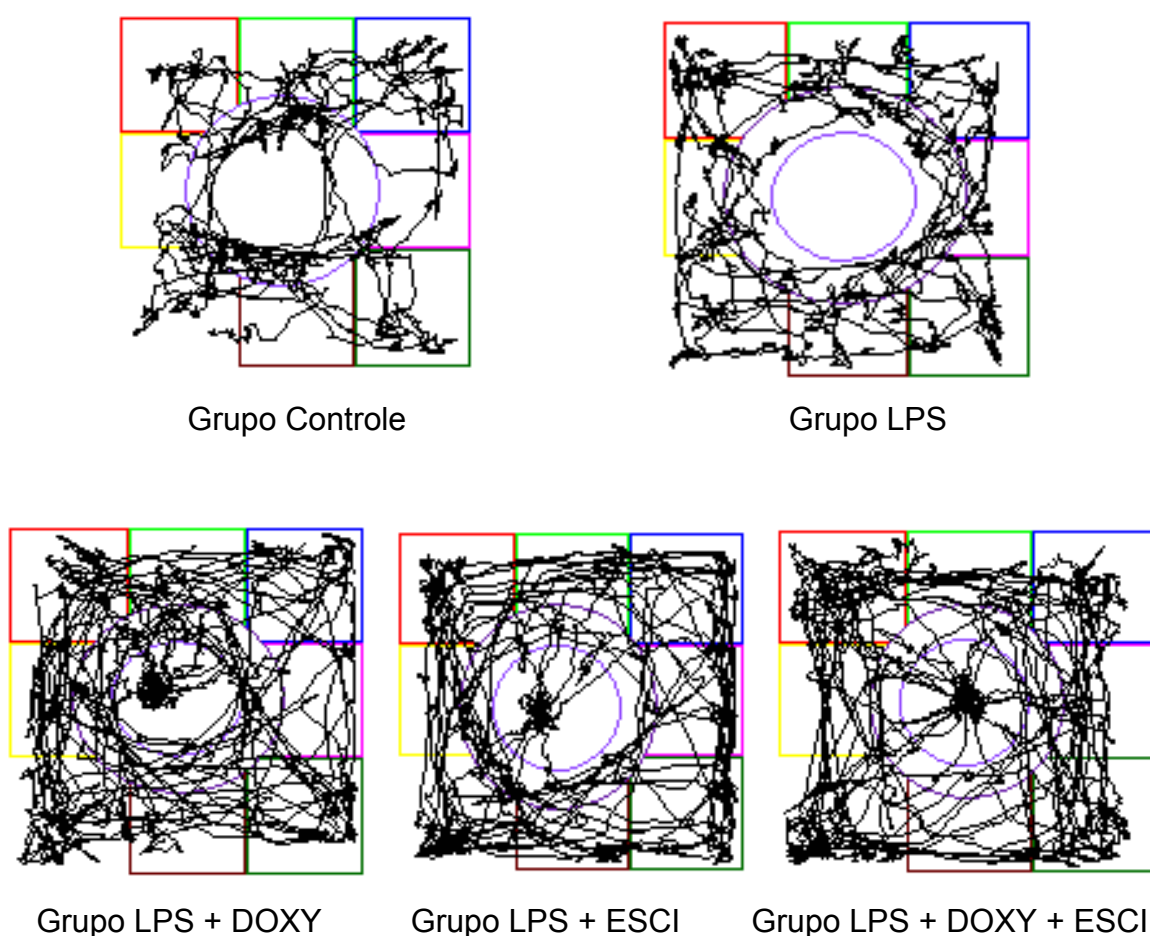 Grupo Controle
Grupo LPS
Grupo LPS + DOXY
Grupo LPS + ESCI
Grupo LPS + DOXY + ESCI